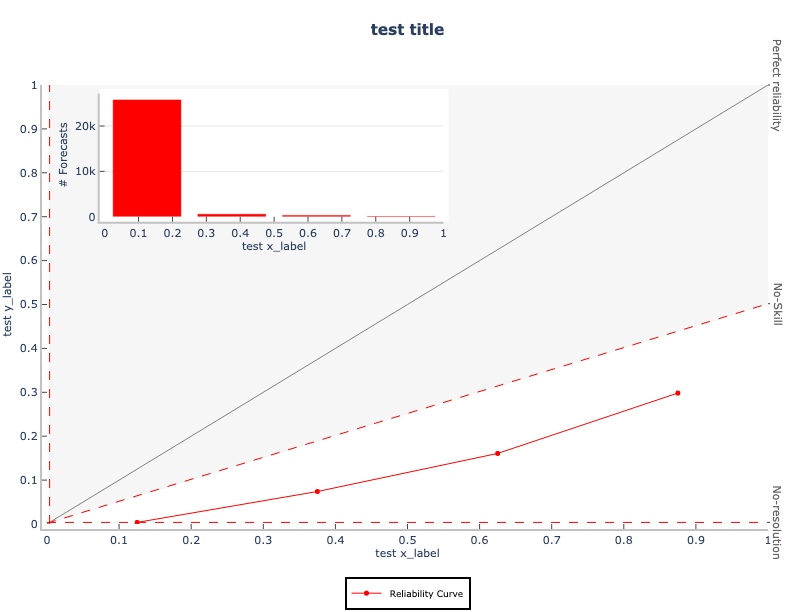 test title
Perfect reliability
No-Skill
No-resolution
# Forecasts
20k
10k
0
0 0.1 0.2 0.3 0.4 0.5 0.6 0.7 0.8 0.9 1
test x_label
test y_label
1
0.9
0.8
0.7
0.6
0.5
0.4
0.3
0.2
0.1
0
0 0.1 0.2 0.3 0.4 0.5 0.6 0.7 0.8 0.9 1
test x_label
Reliability Curve